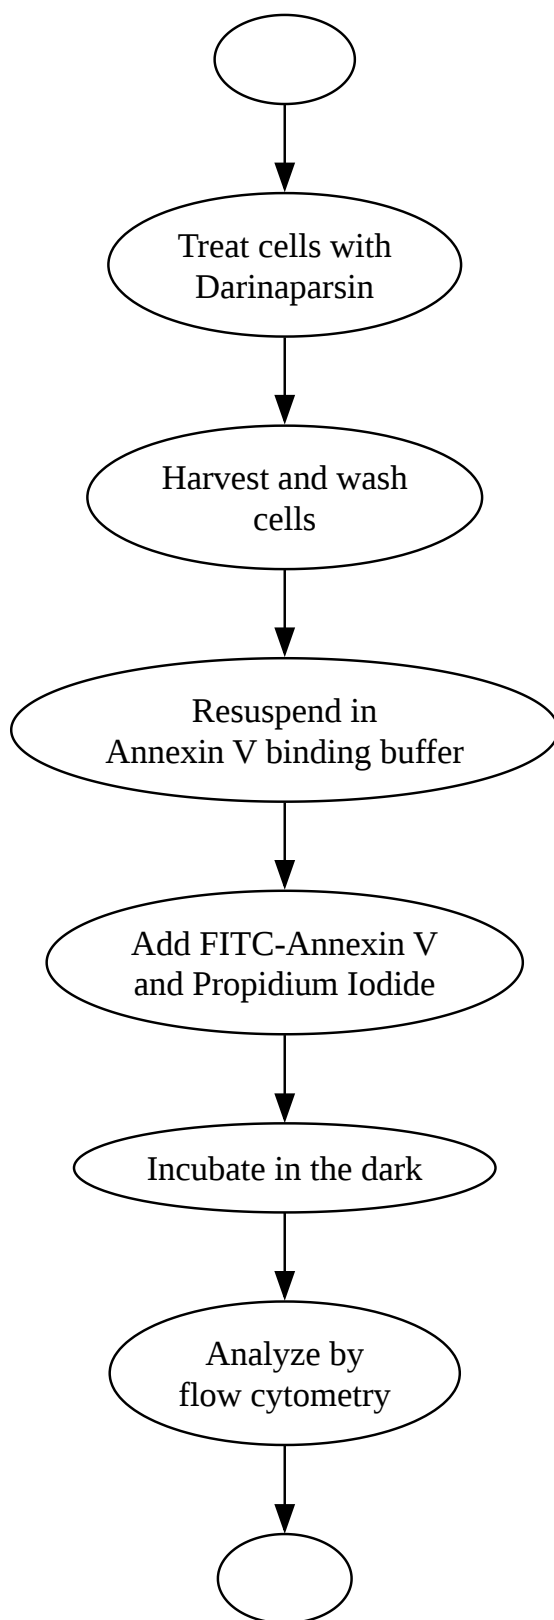 Treat cells with
Darinaparsin
Harvest and wash
cells
Resuspend in
Annexin V binding buffer
Add FITC-Annexin V
and Propidium Iodide
Incubate in the dark
Analyze by
flow cytometry